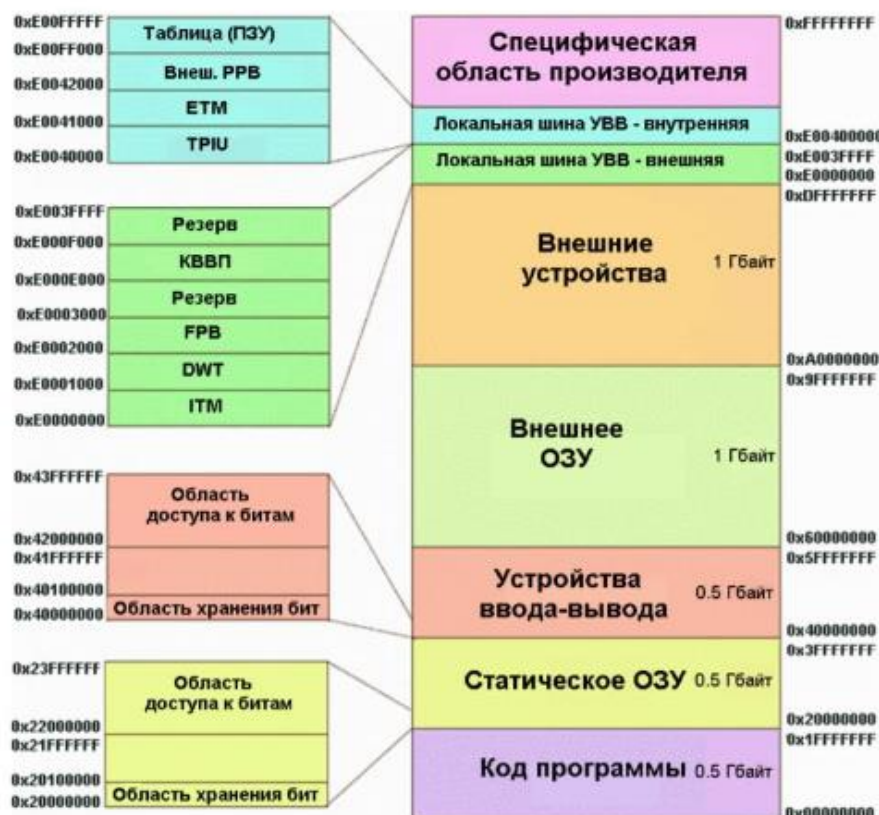 0xE00FFFFF
Таблица (ПЗУ)
0xE00FF000
Внеш. PPB
0xE0042000
ETM
0xE0041000
TPIU
0xE0040000
0xE003FFFF
Резерв
0xE000F000
КВВП
0xE000E000
Резерв
0xE0003000
FPB
0xE0002000
DWT
0xE0001000
ITM
0xE0000000
0x43FFFFFF
Область
доступа к битам
0x42000000
0x41FFFFFF
0x40100000
0x40000000
Область хранения бит
0x23FFFFFF
Область
доступа к битам
0x22000000
0x21FFFFFF
0x20100000
0x20000000
Область хранения бит
Специфическая
область производителя
0xFFFFFFFF
Локальная шина УВВ - внутренняя
0xE0040000
Локальная шина УВВ - внешняя
0xE003FFFF
0xE0000000
0xDFFFFFFF
Внешние
устройства
1 Гбайт
0xA0000000
0x9FFFFFFF
Внешнее
ОЗУ
1 Гбайт
0x60000000
0x5FFFFFFF
Устройства
ввода-вывода
0.5 Гбайт
0x40000000
0x3FFFFFFF
Статическое ОЗУ 0.5 Гбайт
0x20000000
0x1FFFFFFF
Код программы 0.5 Гбайт
0x00000000